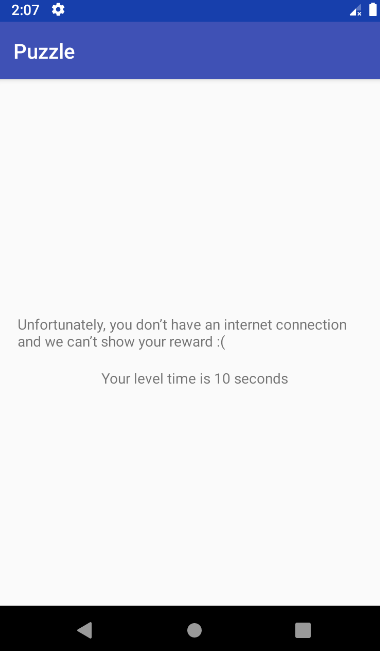 2:07
Puzzle
Unfortunately, you don’t have an internet connection
and we can’t show your reward :(
Your level time is 10 seconds